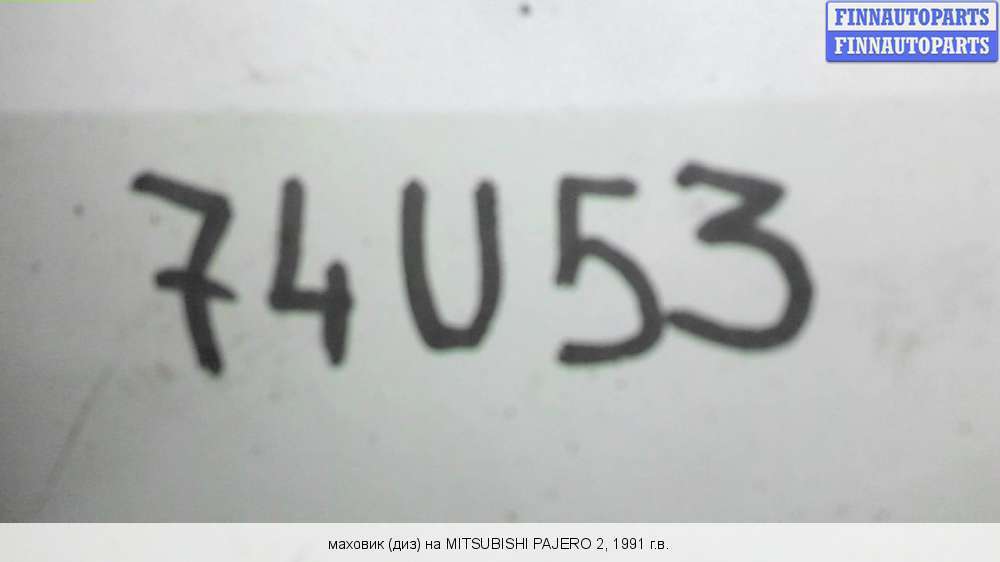 FINNAUTOPARTS
FINNAUTOPARTS
74U53
маховик (диз) на MITSUBISHI PAJERO 2, 1991 г.в.